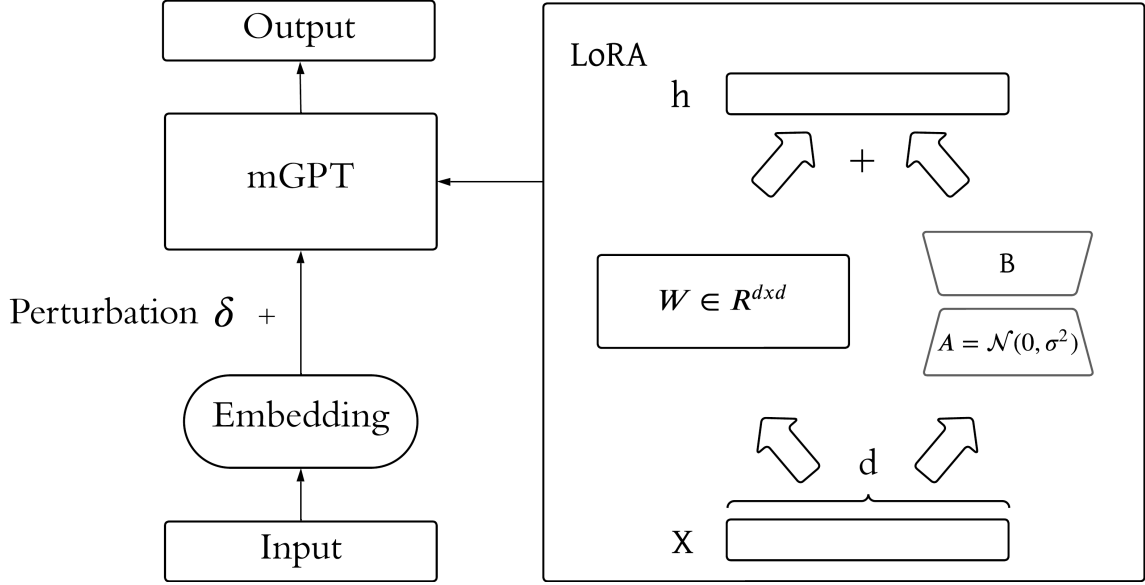 Output
mGPT
Perturbation δ +
Embedding
Input
LoRA
h
+
W ∈ R^{dxd}
B
A = 𝒩(0, σ²)
d
X